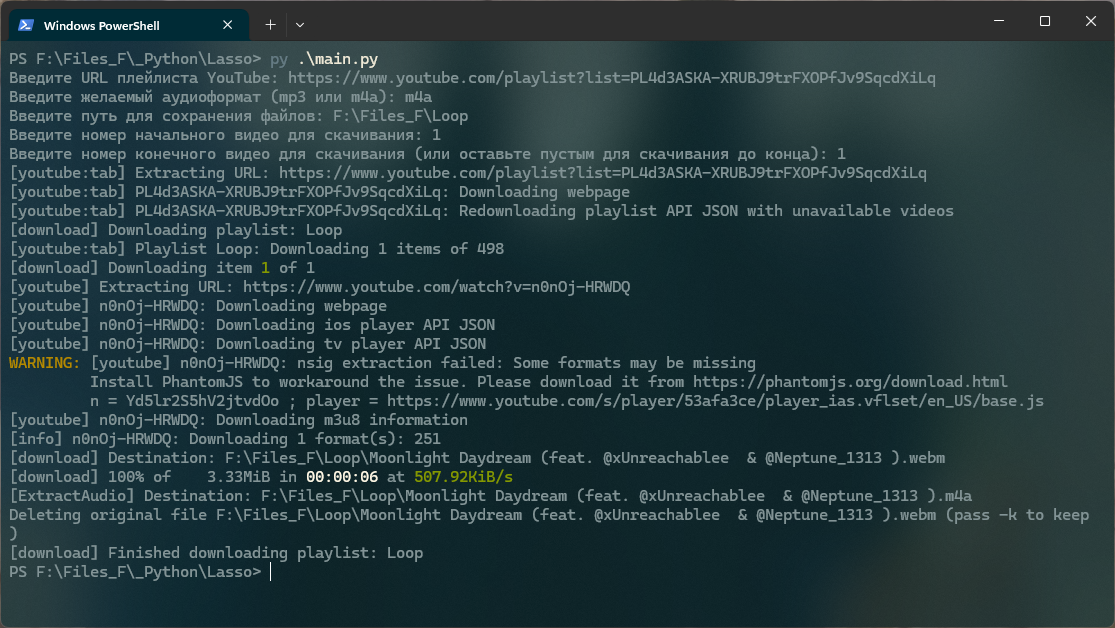 Windows PowerShell
PS F:\Files_F\_Python\Lasso> py .\main.py
Введите URL плейлиста YouTube: https://www.youtube.com/playlist?list=PL4d3ASKA-XRUBJ9trFXOPfJv9SqcdXiLq
Введите желаемый аудиоформат (mp3 или m4a): m4a
Введите путь для сохранения файлов: F:\Files_F\Loop
Введите номер начального видео для скачивания: 1
Введите номер конечного видео для скачивания (или оставьте пустым для скачивания до конца): 1
[youtube:tab] Extracting URL: https://www.youtube.com/playlist?list=PL4d3ASKA-XRUBJ9trFXOPfJv9SqcdXiLq
[youtube:tab] PL4d3ASKA-XRUBJ9trFXOPfJv9SqcdXiLq: Downloading webpage
[youtube:tab] PL4d3ASKA-XRUBJ9trFXOPfJv9SqcdXiLq: Redownloading playlist API JSON with unavailable videos
[download] Downloading playlist: Loop
[youtube:tab] Playlist Loop: Downloading 1 items of 498
[download] Downloading item 1 of 1
[youtube] Extracting URL: https://www.youtube.com/watch?v=n0nOj-HRWDQ
[youtube] n0nOj-HRWDQ: Downloading webpage
[youtube] n0nOj-HRWDQ: Downloading ios player API JSON
[youtube] n0nOj-HRWDQ: Downloading tv player API JSON
WARNING: [youtube] n0nOj-HRWDQ: nsig extraction failed: Some formats may be missing
Install PhantomJS to workaround the issue. Please download it from https://phantomjs.org/download.html
n = Yd5lr2S5hV2jtvdOo ; player = https://www.youtube.com/s/player/53afa3ce/player_ias.vflset/en_US/base.js
[youtube] n0nOj-HRWDQ: Downloading m3u8 information
[info] n0nOj-HRWDQ: Downloading 1 format(s): 251
[download] Destination: F:\Files_F\Loop\Moonlight Daydream (feat. @xUnreachablee  & @Neptune_1313 ).webm
[download] 100% of    3.33MiB in 00:00:06 at 507.92KiB/s
[ExtractAudio] Destination: F:\Files_F\Loop\Moonlight Daydream (feat. @xUnreachablee  & @Neptune_1313 ).m4a
Deleting original file F:\Files_F\Loop\Moonlight Daydream (feat. @xUnreachablee  & @Neptune_1313 ).webm (pass -k to keep
)
[download] Finished downloading playlist: Loop
PS F:\Files_F\_Python\Lasso>